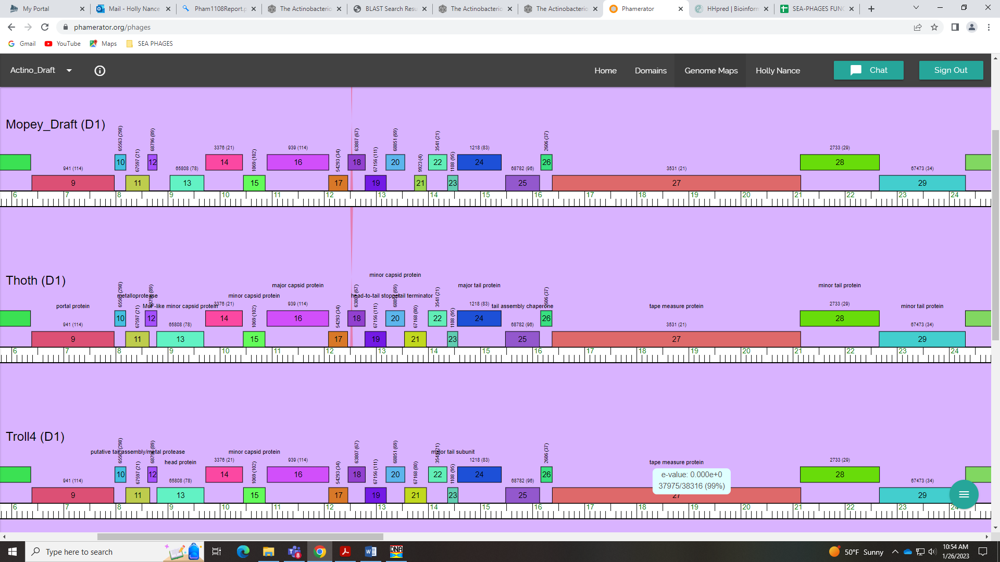 My Portal
Mail - Holly Nance
Pham1108Report.p
The Actinobacterio
BLAST Search Resu
The Actinobacterio
The Actinobacterio
Phamerator
HHpred | Bioinform
SEA-PHAGES FUNC
phamerator.org/phages
Gmail
YouTube
Maps
SEA PHAGES
Actino_Draft
Home
Domains
Genome Maps
Holly Nance
Chat
Sign Out
Mopey_Draft (D1)
65563 (298)
67597 (21)
68796 (89)
3376 (21)
1069 (102)
939 (114)
54293 (34)
63807 (67)
67156 (111)
68851 (69)
9923 (4)
3541 (21)
1108 (95)
1218 (83)
2606 (37)
2733 (29)
10 12 14 16 18 20 22 24 26 28
941 (114)
65808 (78)
68782 (96)
3531 (21)
67473 (34)
9 11 13 15 17 19 21 23 25 27 29
6 7 8 9 10 11 12 13 14 15 16 17 18 19 20 21 22 23 24
Thoth (D1)
minor capsid protein
major capsid protein
major tail protein
minor tail protein
metalloprotease
minor capsid protein
head-to-tail stopper
tail terminator
portal protein
MuF-like minor capsid protein
tail assembly chaperone
tape measure protein
minor tail protein
65563 (298)
67597 (21)
68796 (89)
3376 (21)
1069 (102)
939 (114)
54293 (34)
63807 (67)
67156 (111)
68851 (69)
67168 (80)
3541 (21)
1108 (95)
1218 (83)
2606 (37)
2733 (29)
10 12 14 16 18 20 22 24 26 28
941 (114)
65808 (78)
68782 (96)
3531 (21)
67473 (34)
9 11 13 15 17 19 21 23 25 27 29
6 7 8 9 10 11 12 13 14 15 16 17 18 19 20 21 22 23 24
Troll4 (D1)
putative tail assembly/metal protease
minor capsid protein
major tail subunit
head protein
tape measure protein
65563 (298)
67597 (21)
68796 (89)
3376 (21)
1069 (102)
939 (114)
54293 (34)
63807 (67)
67156 (111)
68851 (69)
67168 (80)
3541 (21)
1108 (95)
1218 (83)
2606 (37)
2733 (29)
10 12 14 16 18 20 22 24 26 28
e-value: 0.000e+0
37975/38316 (99%)
941 (114)
65808 (78)
68782 (96)
67473 (34)
9 11 13 15 17 19 21 23 25 27 29
6 7 8 9 10 11 12 13 14 15 16 17 18 19 20 21 22 23 24
Type here to search
8
DNA
50°F Sunny
10:54 AM
1/26/2023